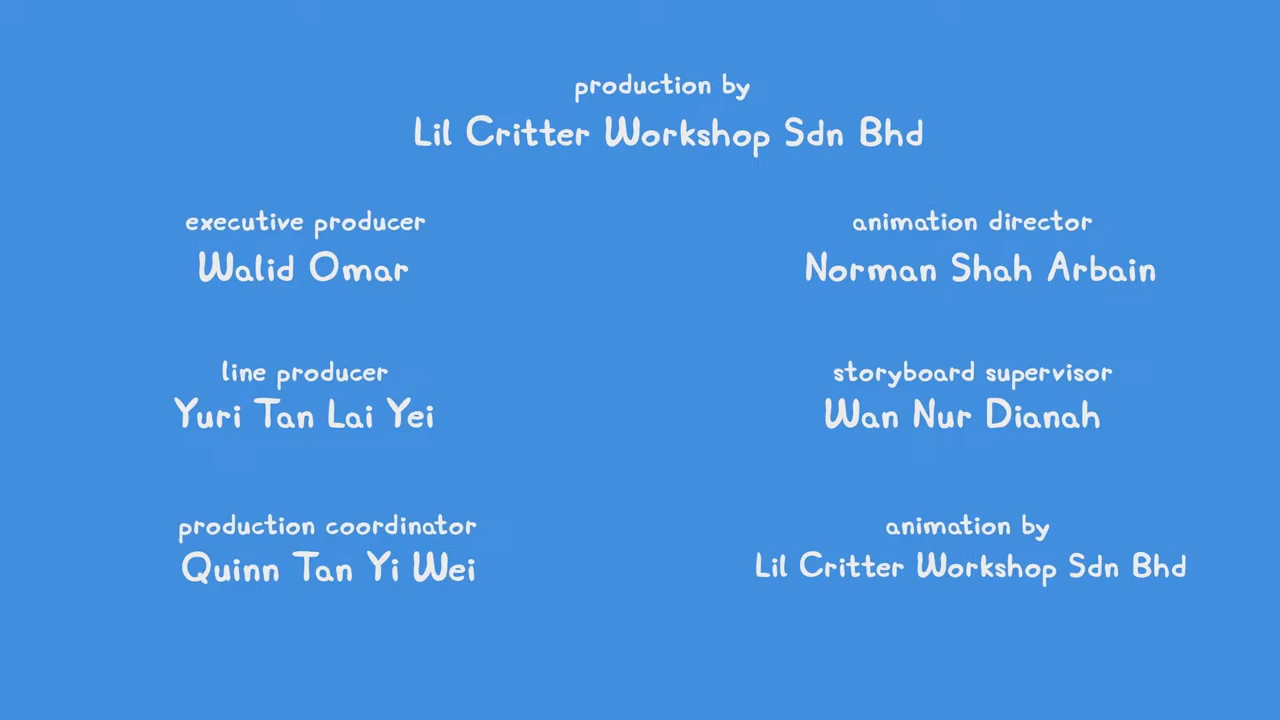 production by
Lil Critter Workshop Sdn Bhd
executive producer
Walid Omar
animation director
Norman Shah Arbain
line producer
Yuri Tan Lai Yei
storyboard supervisor
Wan Nur Dianah
production coordinator
Quinn Tan Yi Wei
animation by
Lil Critter Workshop Sdn Bhd